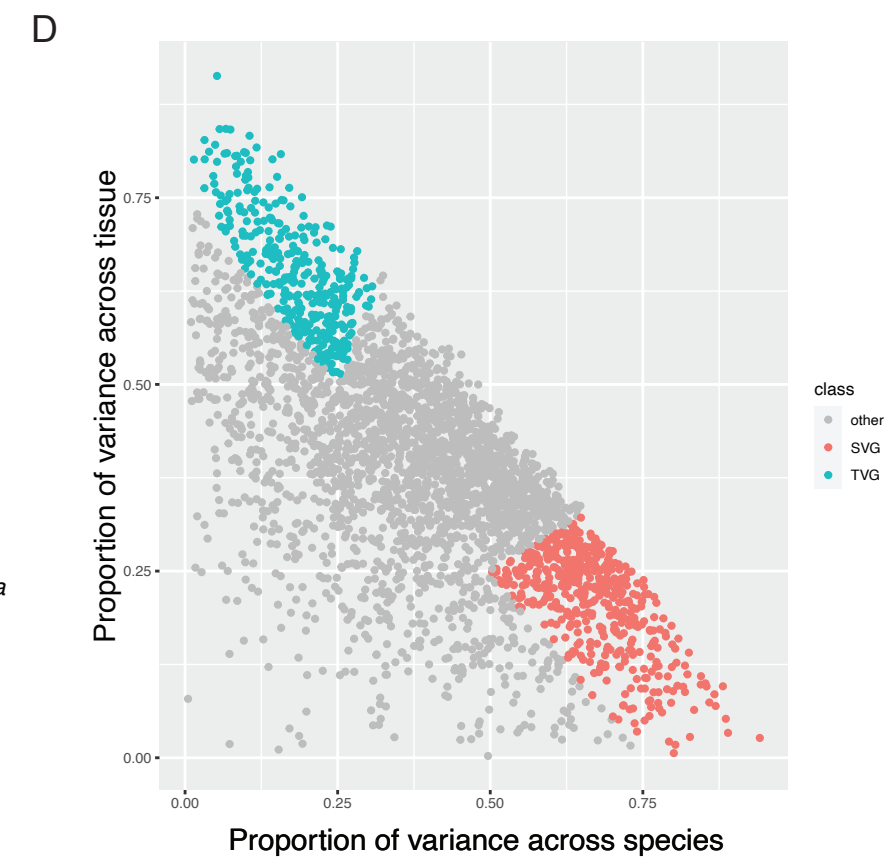 D
Proportion of variance across tissue
0.75
0.50
0.25
0.00
a
0.00 0.25 0.50 0.75
Proportion of variance across species
class
other
SVG
TVG